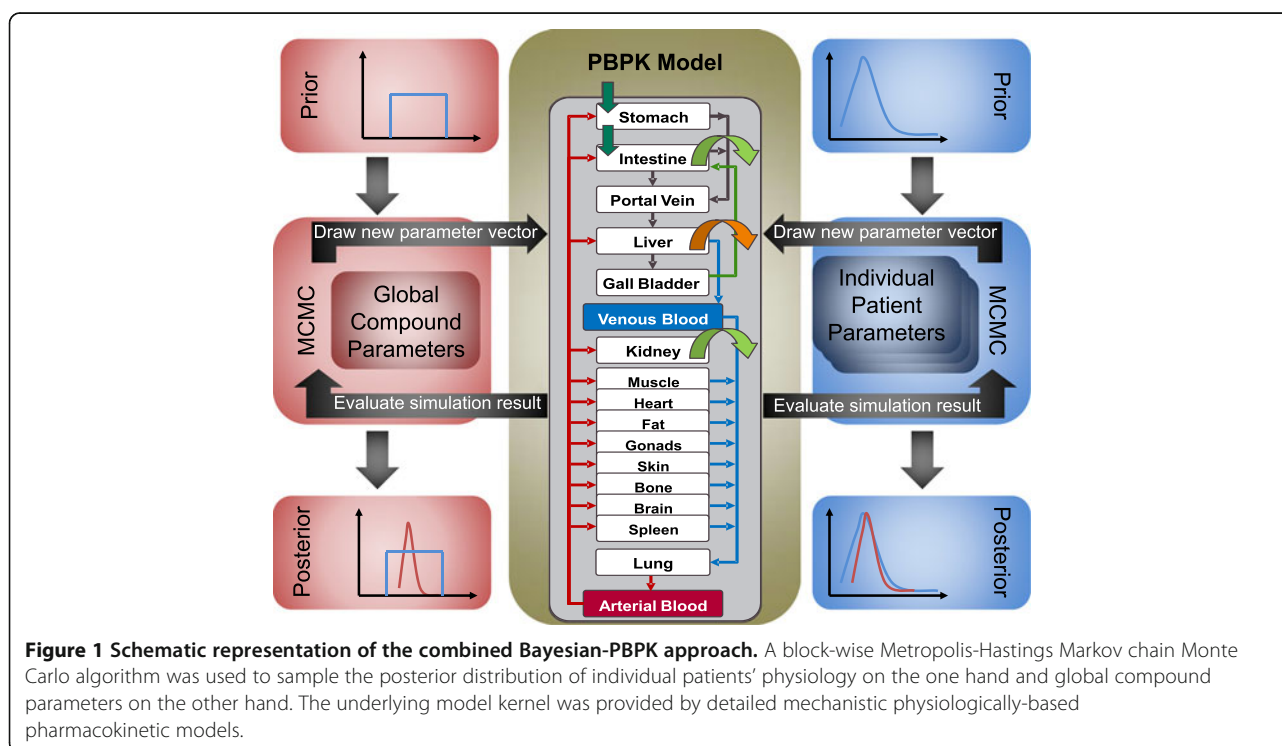 Prior
PBPK Model
Prior
Stomach
Intestine
Portal Vein
Draw new parameter vector
Draw new parameter vector
Liver
Gall Bladder
MCMC
Global
Compound
Parameters
Individual
Patient
Parameters
MCMC
Venous Blood
Kidney
Muscle
Evaluate simulation result
Heart
Evaluate simulation result
Fat
Gonads
Skin
Bone
Brain
Spleen
Posterior
Posterior
Lung
Arterial Blood
Figure 1 Schematic representation of the combined Bayesian-PBPK approach. A block-wise Metropolis-Hastings Markov chain Monte
Carlo algorithm was used to sample the posterior distribution of individual patients’ physiology on the one hand and global compound
parameters on the other hand. The underlying model kernel was provided by detailed mechanistic physiologically-based
pharmacokinetic models.